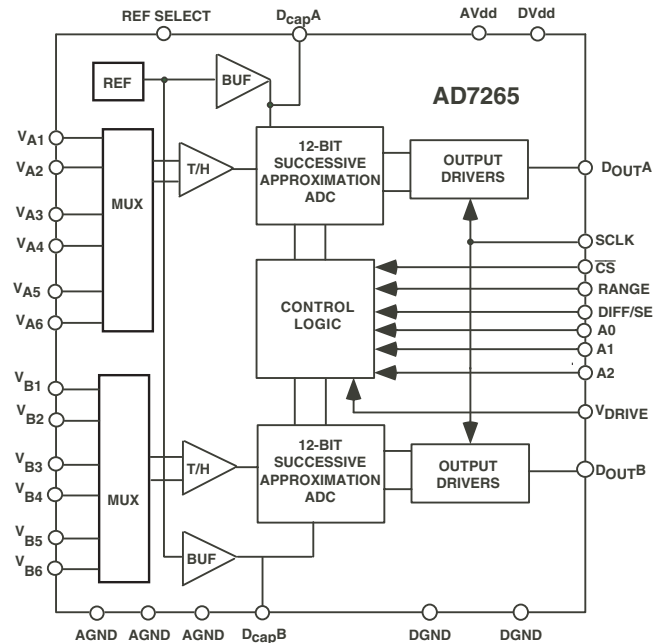 REF SELECT
DcapA
AVdd
DVdd
REF
BUF
AD7265
VA1
VA2
VA3
VA4
VA5
VA6
MUX
T/H
12-BIT
SUCCESSIVE
APPROXIMATION
ADC
OUTPUT
DRIVERS
DOUTA
SCLK
CS
RANGE
DIFF/SE
A0
A1
A2
VDRIVE
CONTROL
LOGIC
VB1
VB2
VB3
VB4
VB5
VB6
MUX
T/H
12-BIT
SUCCESSIVE
APPROXIMATION
ADC
OUTPUT
DRIVERS
DOUTB
BUF
AGND
AGND
AGND
DcapB
DGND
DGND